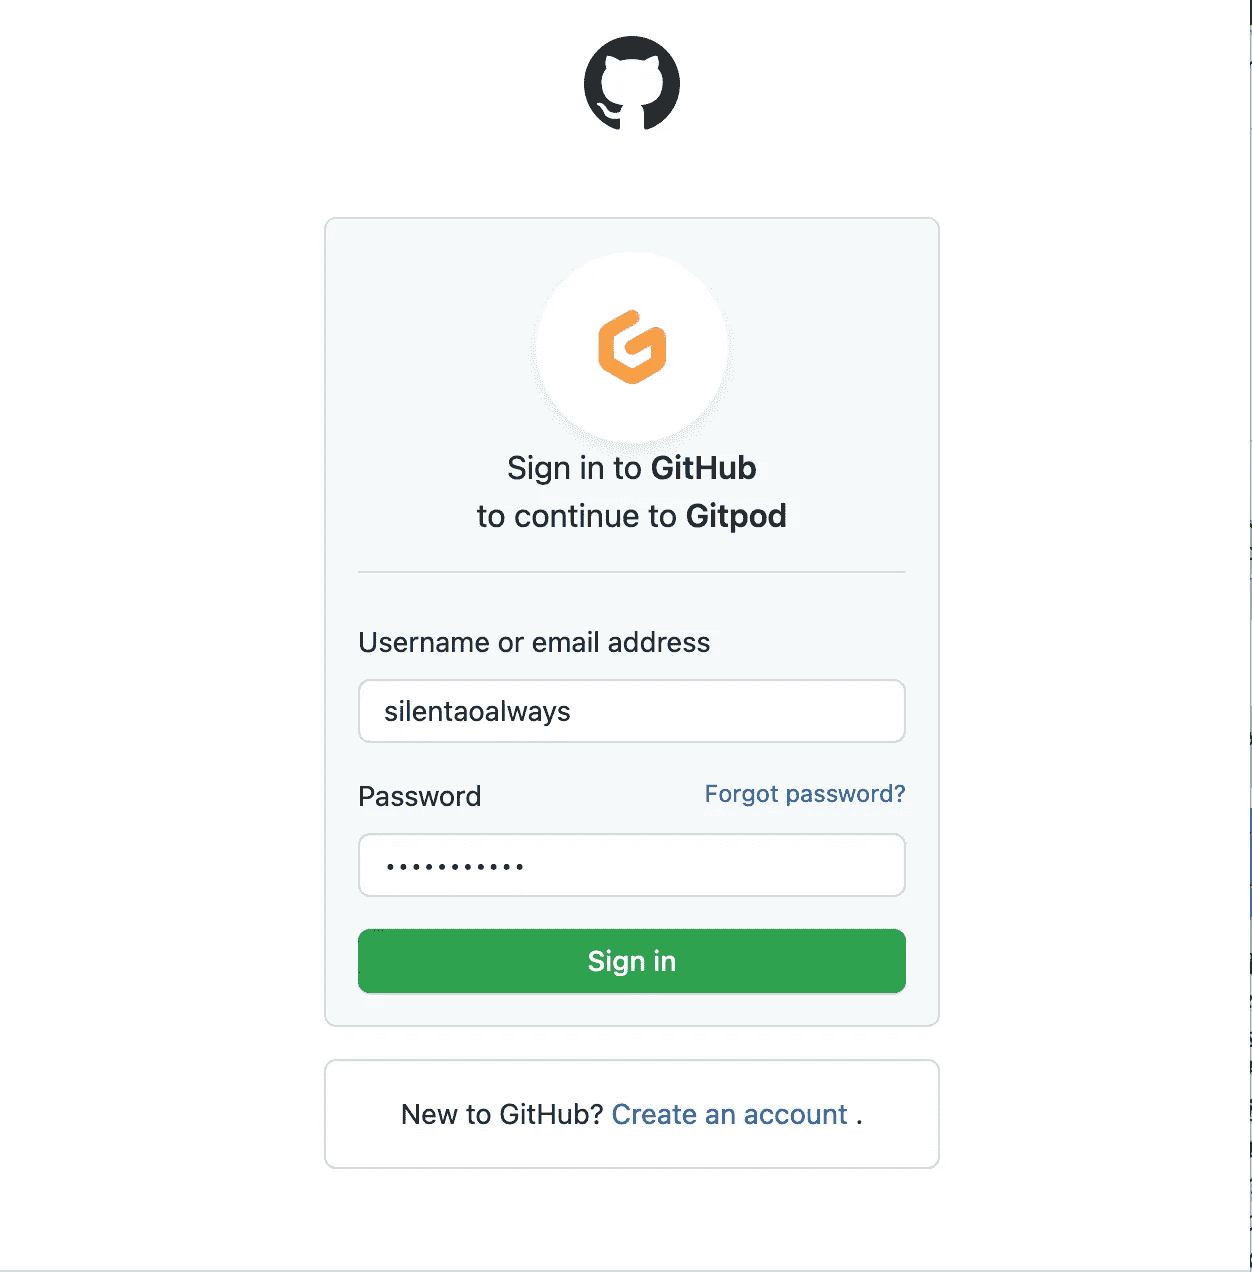 Sign in to GitHub
to continue to Gitpod
Username or email address
silentaoalways
Password Forgot password?
•••••••••••
Sign in
New to GitHub? Create an account .